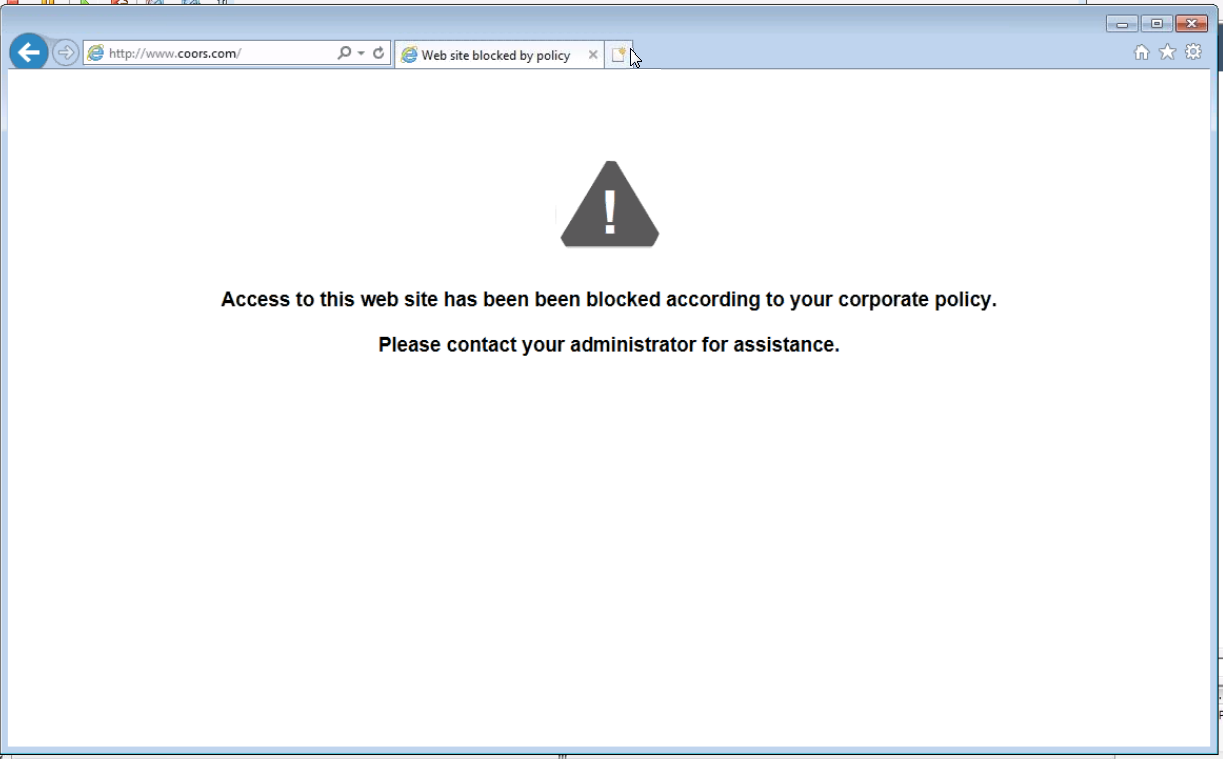 http://www.coors.com/
Web site blocked by policy
Access to this web site has been been blocked according to your corporate policy.
Please contact your administrator for assistance.